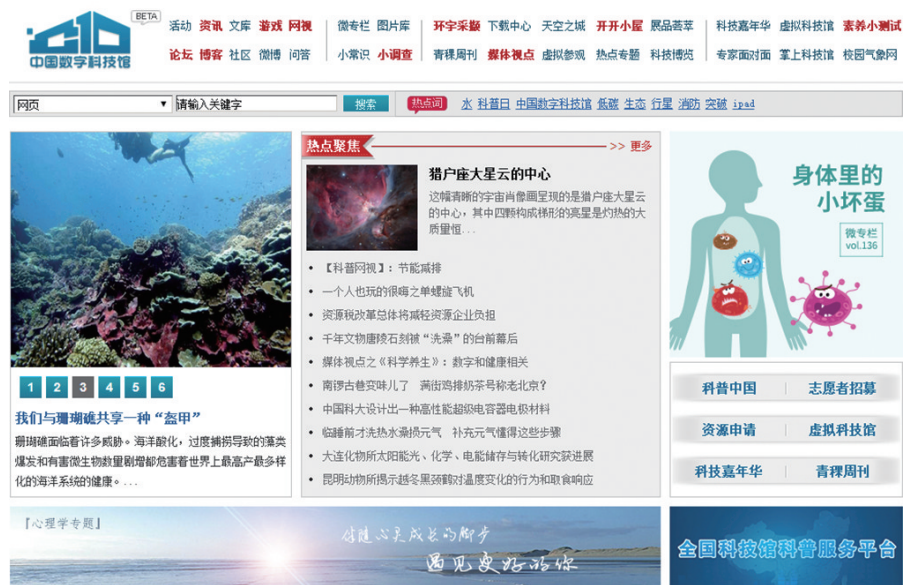 BETA
中国数字科技馆
活动 资讯 文库 游戏 网视 微专栏 图片库 环宇采撷 下载中心 天空之城 开开小屋 展品荟萃 科技嘉年华 虚拟科技馆 素养小测试
论坛 博客 社区 微博 问答 小常识 小调查 青稞周刊 媒体视点 虚拟参观 热点专题 科技博览 专家面对面 掌上科技馆 校园气象网
网页 请输入关键字 搜索 热点词 水 科普日 中国数字科技馆 低碳 生态 行星 消防 突破 ipad
1 2 3 4 5 6
我们与珊瑚礁共享一种“盔甲”
珊瑚礁面临着许多威胁。海洋酸化，过度捕捞导致的藻类
爆发和有害微生物数量剧增都危害着世界上最高产最多样
化的海洋系统的健康。...
热点聚焦 >> 更多
猎户座大星云的中心
这幅清晰的宇宙肖像画呈现的是猎户座大星云
的中心，其中四颗构成梯形的亮星是灼热的大
质量恒...
• 【科普网视】：节能减排
• 一个人也玩的很嗨之单螺旋飞机
• 资源税改革总体将减轻资源企业负担
• 千年文物唐陵石刻被“洗澡”的台前幕后
• 媒体视点之《科学养生》：数字和健康相关
• 南锣古巷变味儿了 满街鸡排奶茶号称老北京?
• 中国科大设计出一种高性能超级电容器电极材料
• 临睡前才洗热水澡损元气 补充元气懂得这些步骤
• 大连化物所太阳能光、化学、电能储存与转化研究获进展
• 昆明动物所揭示越冬黑颈鹤对温度变化的行为和取食响应
身体里的
小坏蛋
微专栏
vol.136
科普中国 志愿者招募
资源申请 虚拟科技馆
科技嘉年华 青稞周刊
『心理学专题』
伴随心灵成长的脚步
遇见更好的你
全国科技馆科普服务平台